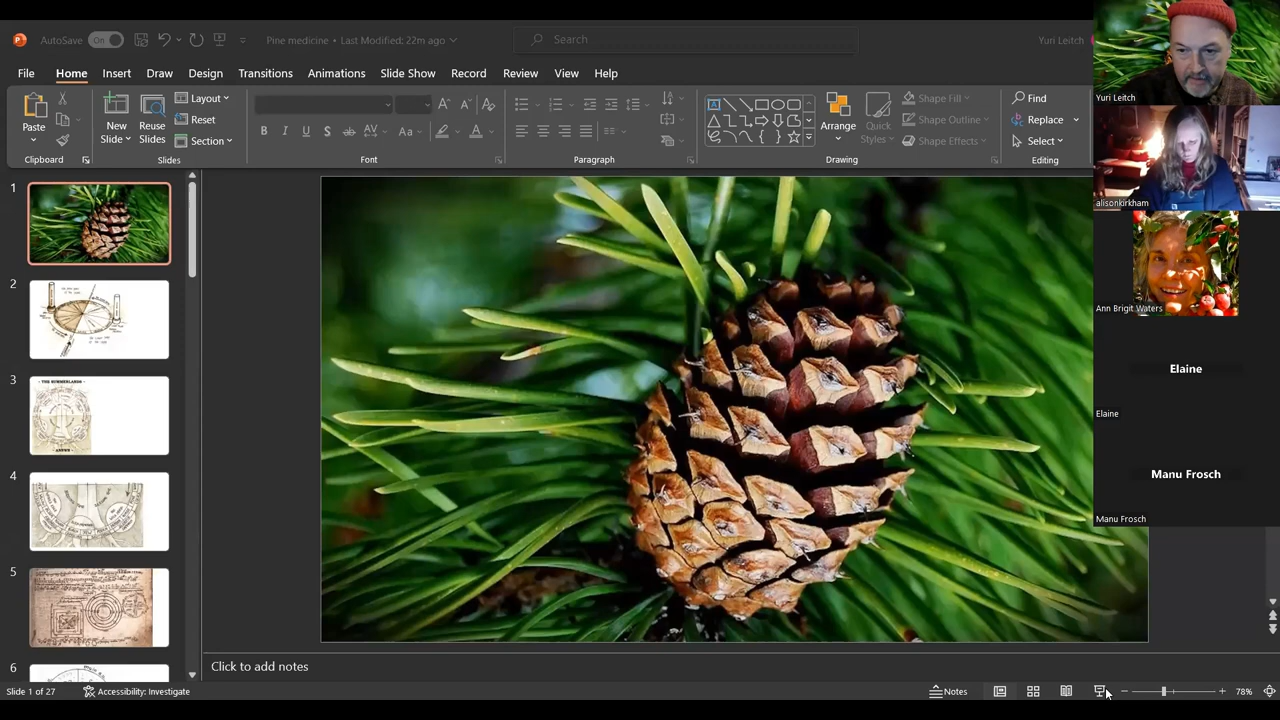 AutoSave On Pine medicine • Last Modified: 22m ago Search Yuri Leitch
File Home Insert Draw Design Transitions Animations Slide Show Record Review View Help
Paste
Clipboard
New Slide
Reuse Slides
Layout
Reset
Section
Slides
Font
Paragraph
Arrange
Quick Styles
Shape Fill
Shape Outline
Shape Effects
Drawing
Find
Replace
Select
Editing
Yuri Leitch
alisonkirkham
Ann Brigit Waters
Elaine
Elaine
Manu Frosch
Manu Frosch
1
2
3
THE SUMMERLANDS
ANNWN
4
5
6
Click to add notes
Slide 1 of 27 Accessibility: Investigate Notes 78%